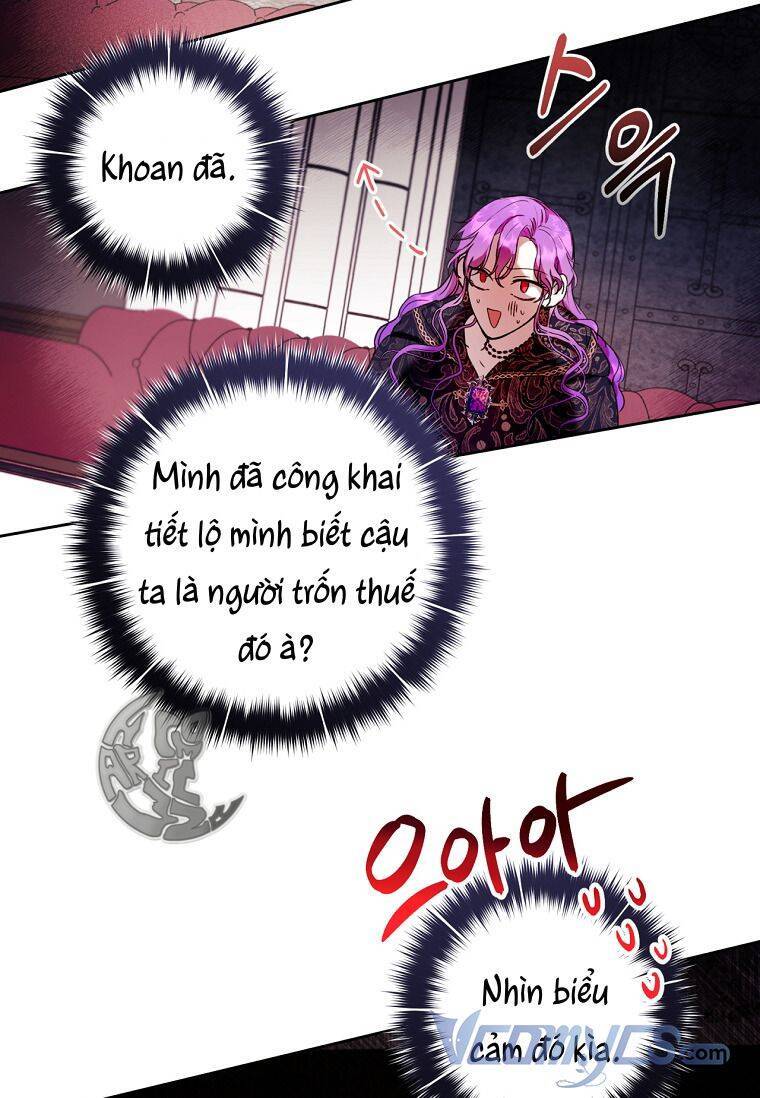 스윽
Khoan đã.
Mình đã công khai
tiết lộ mình biết cậu
ta là người trốn thuế
đó à?
으아아
Nhìn biểu
cảm đó kìa.